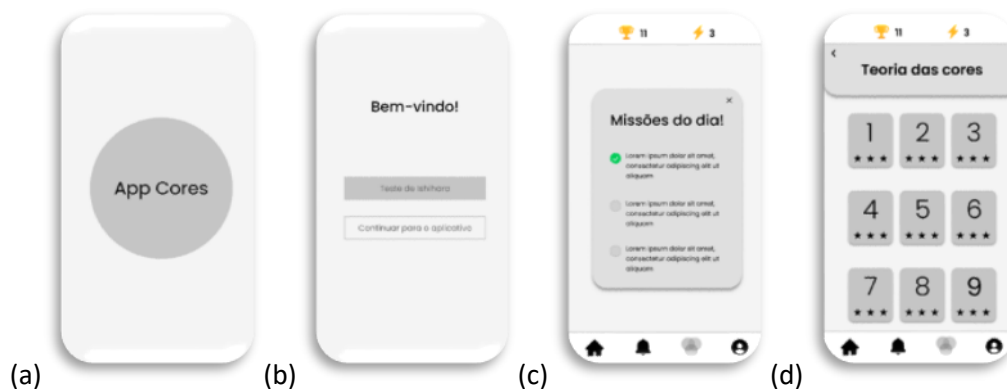 App Cores
(a)
Bem-vindo!
Teste de Ishihara
Continuar para o aplicativo
(b)
11 3
Missões do dia!
Lorem ipsum dolor sit amet,
consectetur adipiscing elit ut
aliquam
Lorem ipsum dolor sit amet,
consectetur adipiscing elit ut
aliquam
Lorem ipsum dolor sit amet,
consectetur adipiscing elit ut
aliquam
(c)
11 3
Teoria das cores
1 2 3
4 5 6
7 8 9
(d)